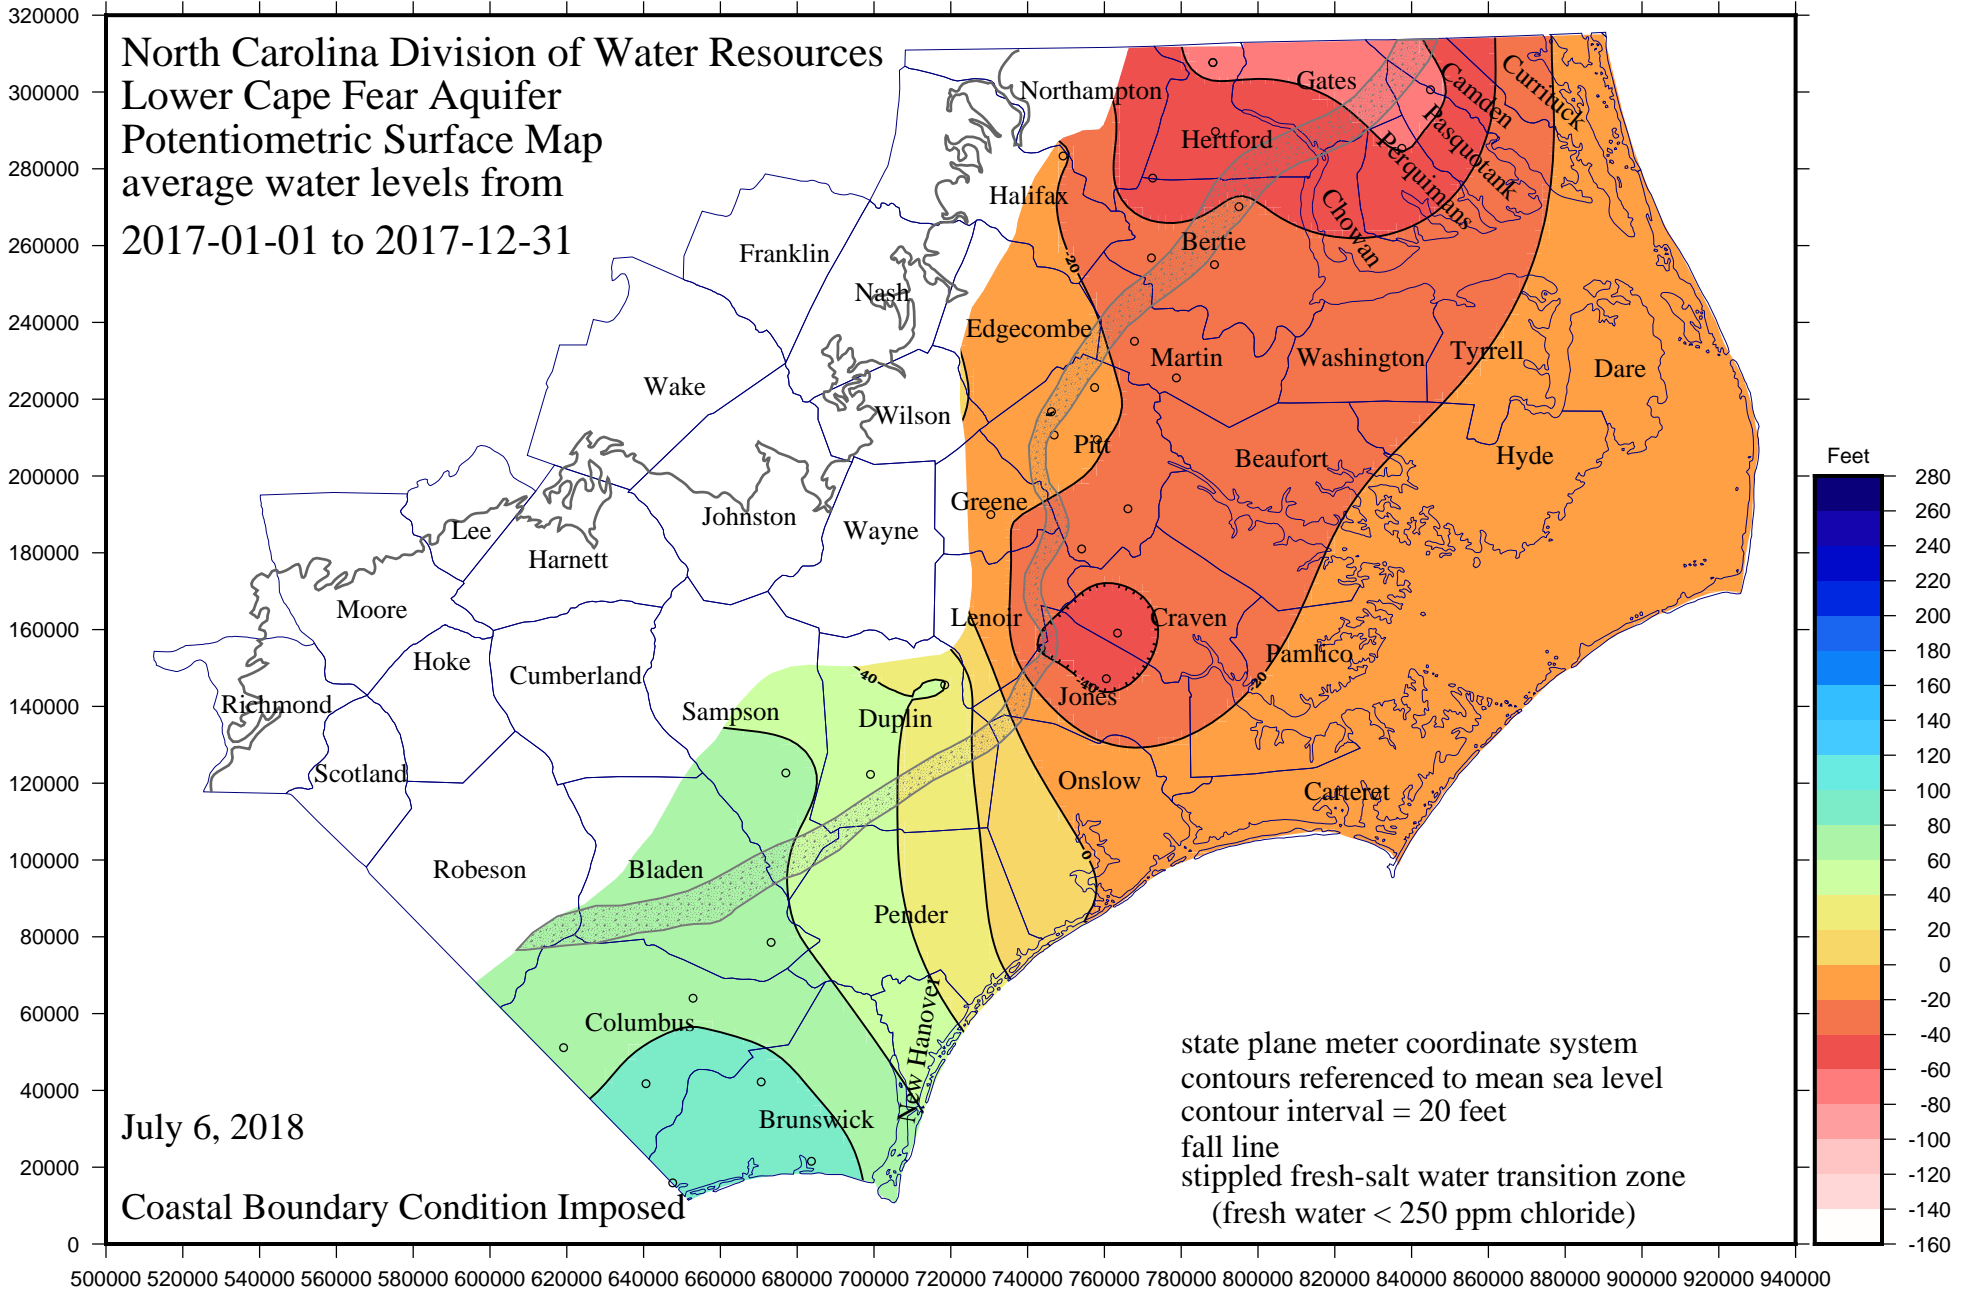 North Carolina Division of Water Resources
Lower Cape Fear Aquifer
Potentiometric Surface Map
average water levels from
2017-01-01 to 2017-12-31
320000
300000
280000
260000
240000
220000
200000
180000
160000
140000
120000
100000
80000
60000
40000
20000
0
Northampton
Gates
Camden
Currituck
Pasquotank
Perquimans
Hertford
Halifax
Chowan
Bertie
Franklin
Nash
-20
Edgecombe
Martin
Washington
Tyrrell
Dare
Wake
Wilson
Pitt
Beaufort
Hyde
Greene
Lee
Johnston
Wayne
Harnett
Moore
Lenoir
Craven
Pamlico
Hoke
Cumberland
-20
-40
Jones
40
Richmond
Sampson
Duplin
Scotland
Onslow
Carteret
0
Robeson
Bladen
Pender
New Hanover
Columbus
Brunswick
Feet
280
260
240
220
200
180
160
140
120
100
80
60
40
20
0
-20
-40
-60
-80
-100
-120
-140
-160
state plane meter coordinate system
contours referenced to mean sea level
contour interval = 20 feet
fall line
stippled fresh-salt water transition zone
(fresh water < 250 ppm chloride)
July 6, 2018
Coastal Boundary Condition Imposed
500000 520000 540000 560000 580000 600000 620000 640000 660000 680000 700000 720000 740000 760000 780000 800000 820000 840000 860000 880000 900000 920000 940000